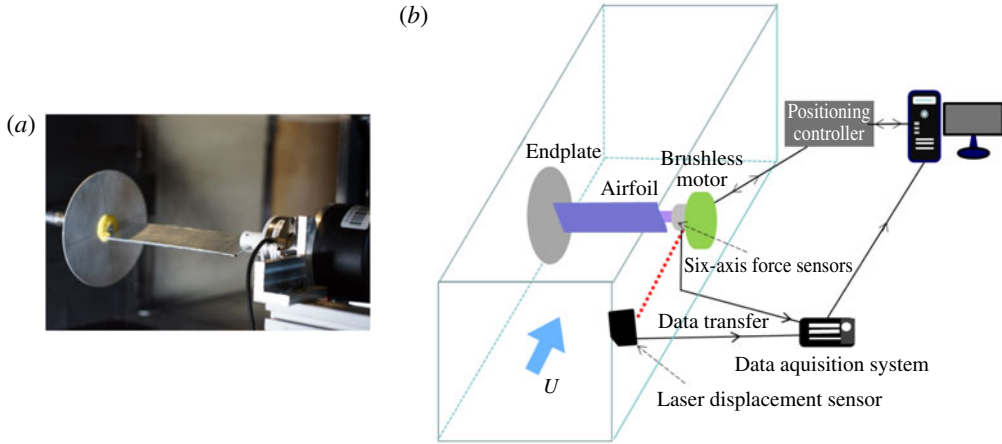 (a)
(b)
Endplate
Airfoil
Brushless
motor
Positioning
controller
Six-axis force sensors
Data transfer
Data aquisition system
U
Laser displacement sensor